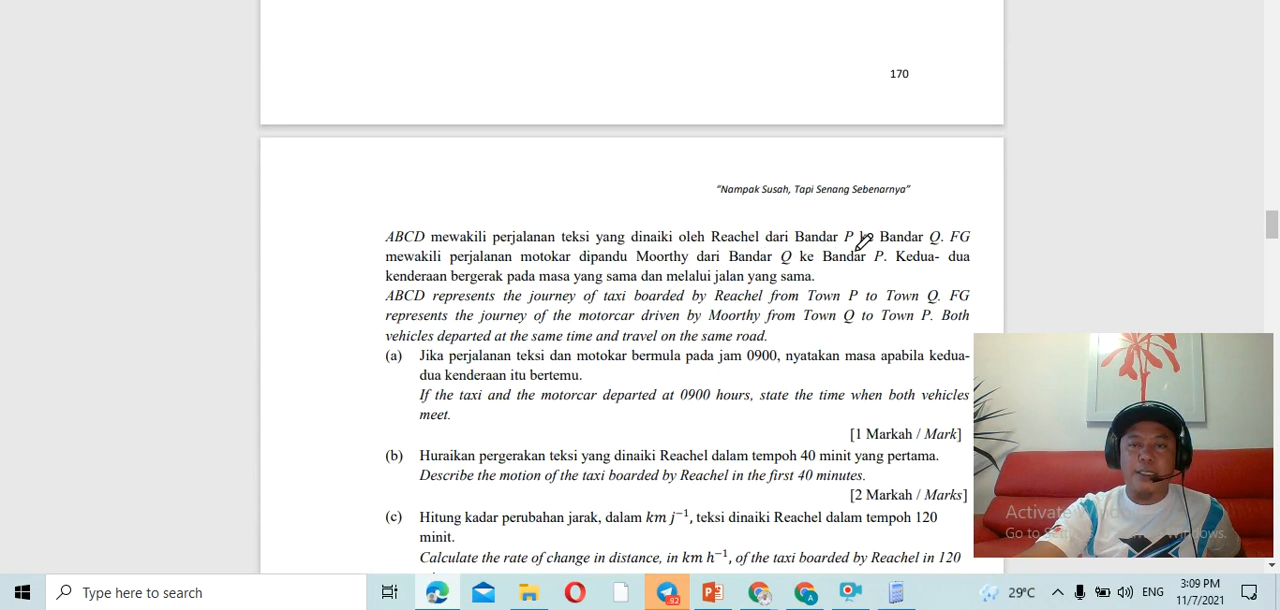 170
“Nampak Susah, Tapi Senang Sebenarnya”
ABCD mewakili perjalanan teksi yang dinaiki oleh Reachel dari Bandar P Bandar Q. FG
mewakili perjalanan motokar dipandu Moorthy dari Bandar Q ke Bandar P. Kedua- dua
kenderaan bergerak pada masa yang sama dan melalui jalan yang sama.
ABCD represents the journey of taxi boarded by Reachel from Town P to Town Q. FG
represents the journey of the motorcar driven by Moorthy from Town Q to Town P. Both
vehicles departed at the same time and travel on the same road.
(a) Jika perjalanan teksi dan motokar bermula pada jam 0900, nyatakan masa apabila kedua-
dua kenderaan itu bertemu.
If the taxi and the motorcar departed at 0900 hours, state the time when both vehicles
meet.
[1 Markah / Mark]
(b) Huraikan pergerakan teksi yang dinaiki Reachel dalam tempoh 40 minit yang pertama.
Describe the motion of the taxi boarded by Reachel in the first 40 minutes.
[2 Markah / Marks]
(c) Hitung kadar perubahan jarak, dalam km j⁻¹, teksi dinaiki Reachel dalam tempoh 120
minit.
Calculate the rate of change in distance, in km h⁻¹, of the taxi boarded by Reachel in 120
Type here to search
92
29°C
ENG
3:09 PM
11/7/2021